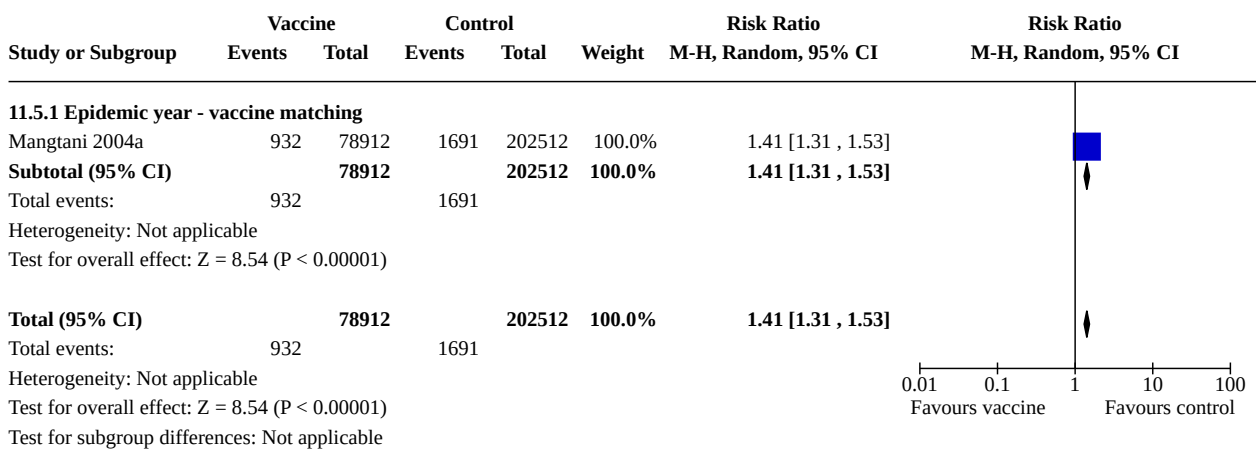 Vaccine Control Risk Ratio Risk Ratio
Study or Subgroup Events Total Events Total Weight M-H, Random, 95% CI M-H, Random, 95% CI
11.5.1 Epidemic year - vaccine matching
Mangtani 2004a 932 78912 1691 202512 100.0% 1.41 [1.31 , 1.53]
Subtotal (95% CI) 78912 202512 100.0% 1.41 [1.31 , 1.53]
Total events: 932 1691
Heterogeneity: Not applicable
Test for overall effect: Z = 8.54 (P < 0.00001)
Total (95% CI) 78912 202512 100.0% 1.41 [1.31 , 1.53]
Total events: 932 1691
Heterogeneity: Not applicable
0.01 0.1 1 10 100
Test for overall effect: Z = 8.54 (P < 0.00001)
Favours vaccine Favours control
Test for subgroup differences: Not applicable